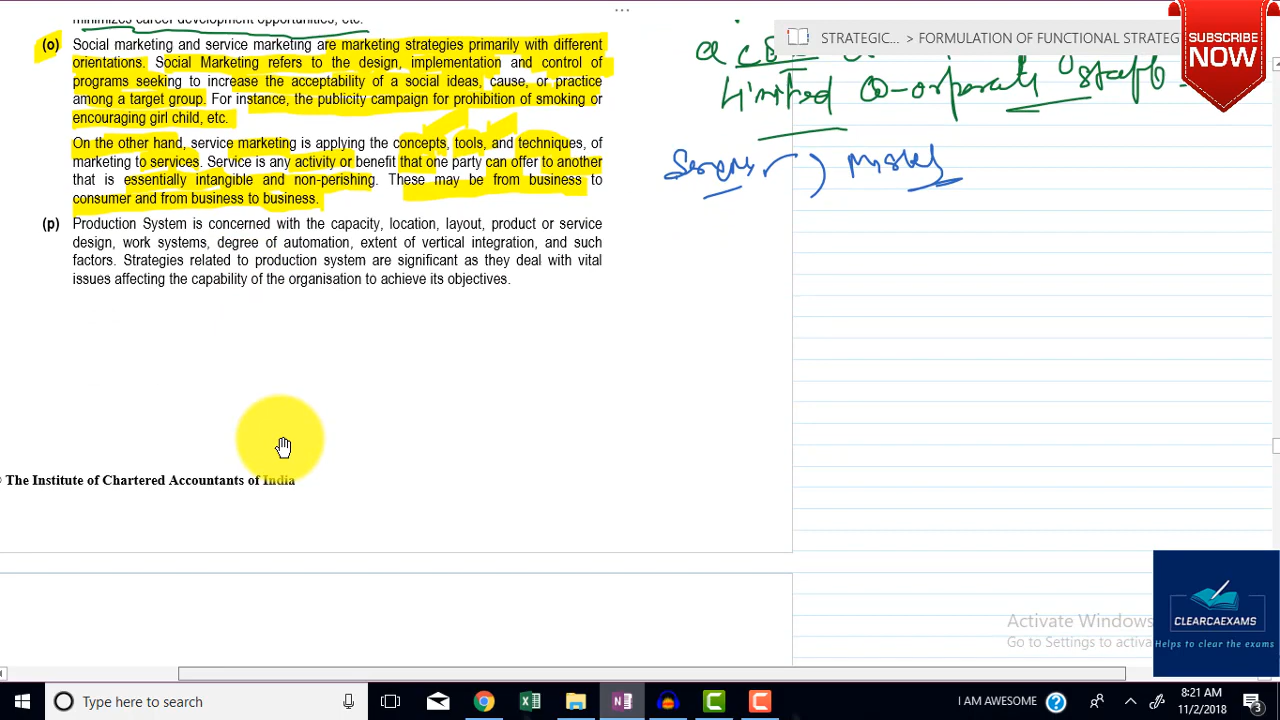 minimizes career development opportunities, etc.
(o) Social marketing and service marketing are marketing strategies primarily with different
orientations. Social Marketing refers to the design, implementation and control of
programs seeking to increase the acceptability of a social ideas, cause, or practice
among a target group. For instance, the publicity campaign for prohibition of smoking or
encouraging girl child, etc.
On the other hand, service marketing is applying the concepts, tools, and techniques, of
marketing to services. Service is any activity or benefit that one party can offer to another
that is essentially intangible and non-perishing. These may be from business to
consumer and from business to business.
(p) Production System is concerned with the capacity, location, layout, product or service
design, work systems, degree of automation, extent of vertical integration, and such
factors. Strategies related to production system are significant as they deal with vital
issues affecting the capability of the organisation to achieve its objectives.
The Institute of Chartered Accountants of India
STRATEGIC... > FORMULATION OF FUNCTIONAL STRATEG
SUBSCRIBE
NOW
a
limited Co-orporate staff
CLEARCAEXAMS
Helps to clear the exams
Activate Windows
Go to Settings to activa
Type here to search
I AM AWESOME
8:21 AM
11/2/2018
3